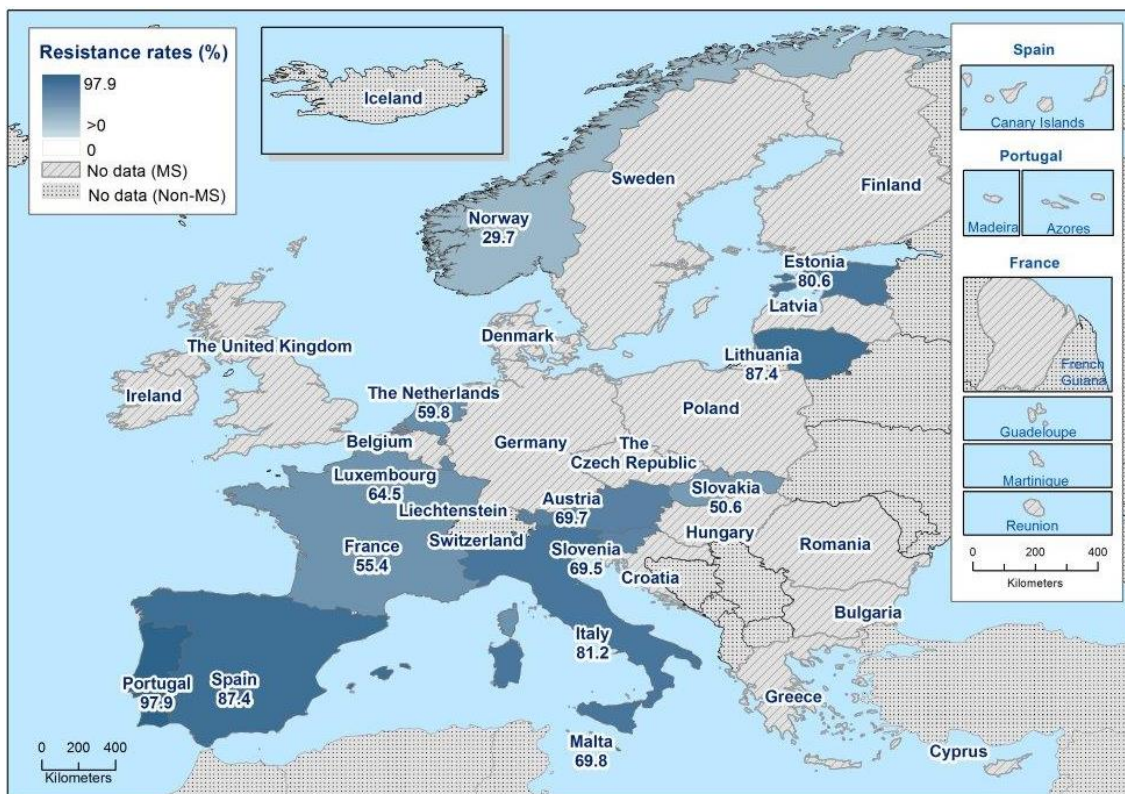 Resistance rates (%)
97.9
>0
0
No data (MS)
No data (Non-MS)
Iceland
Norway
29.7
Sweden
Finland
Estonia
80.6
Latvia
Lithuania
87.4
Denmark
The United Kingdom
Ireland
The Netherlands
59.8
Belgium
Germany
Poland
The
Czech Republic
Luxembourg
64.5
Liechtenstein
Switzerland
Austria
69.7
Slovakia
50.6
Hungary
Slovenia
69.5
Croatia
Romania
Bulgaria
France
55.4
Italy
81.2
Portugal
97.9
Spain
87.4
Malta
69.8
Greece
Cyprus
0 200 400
Kilometers
Spain
Canary Islands
Portugal
Madeira
Azores
France
French
Guiana
Guadeloupe
Martinique
Reunion
0 200 400
Kilometers